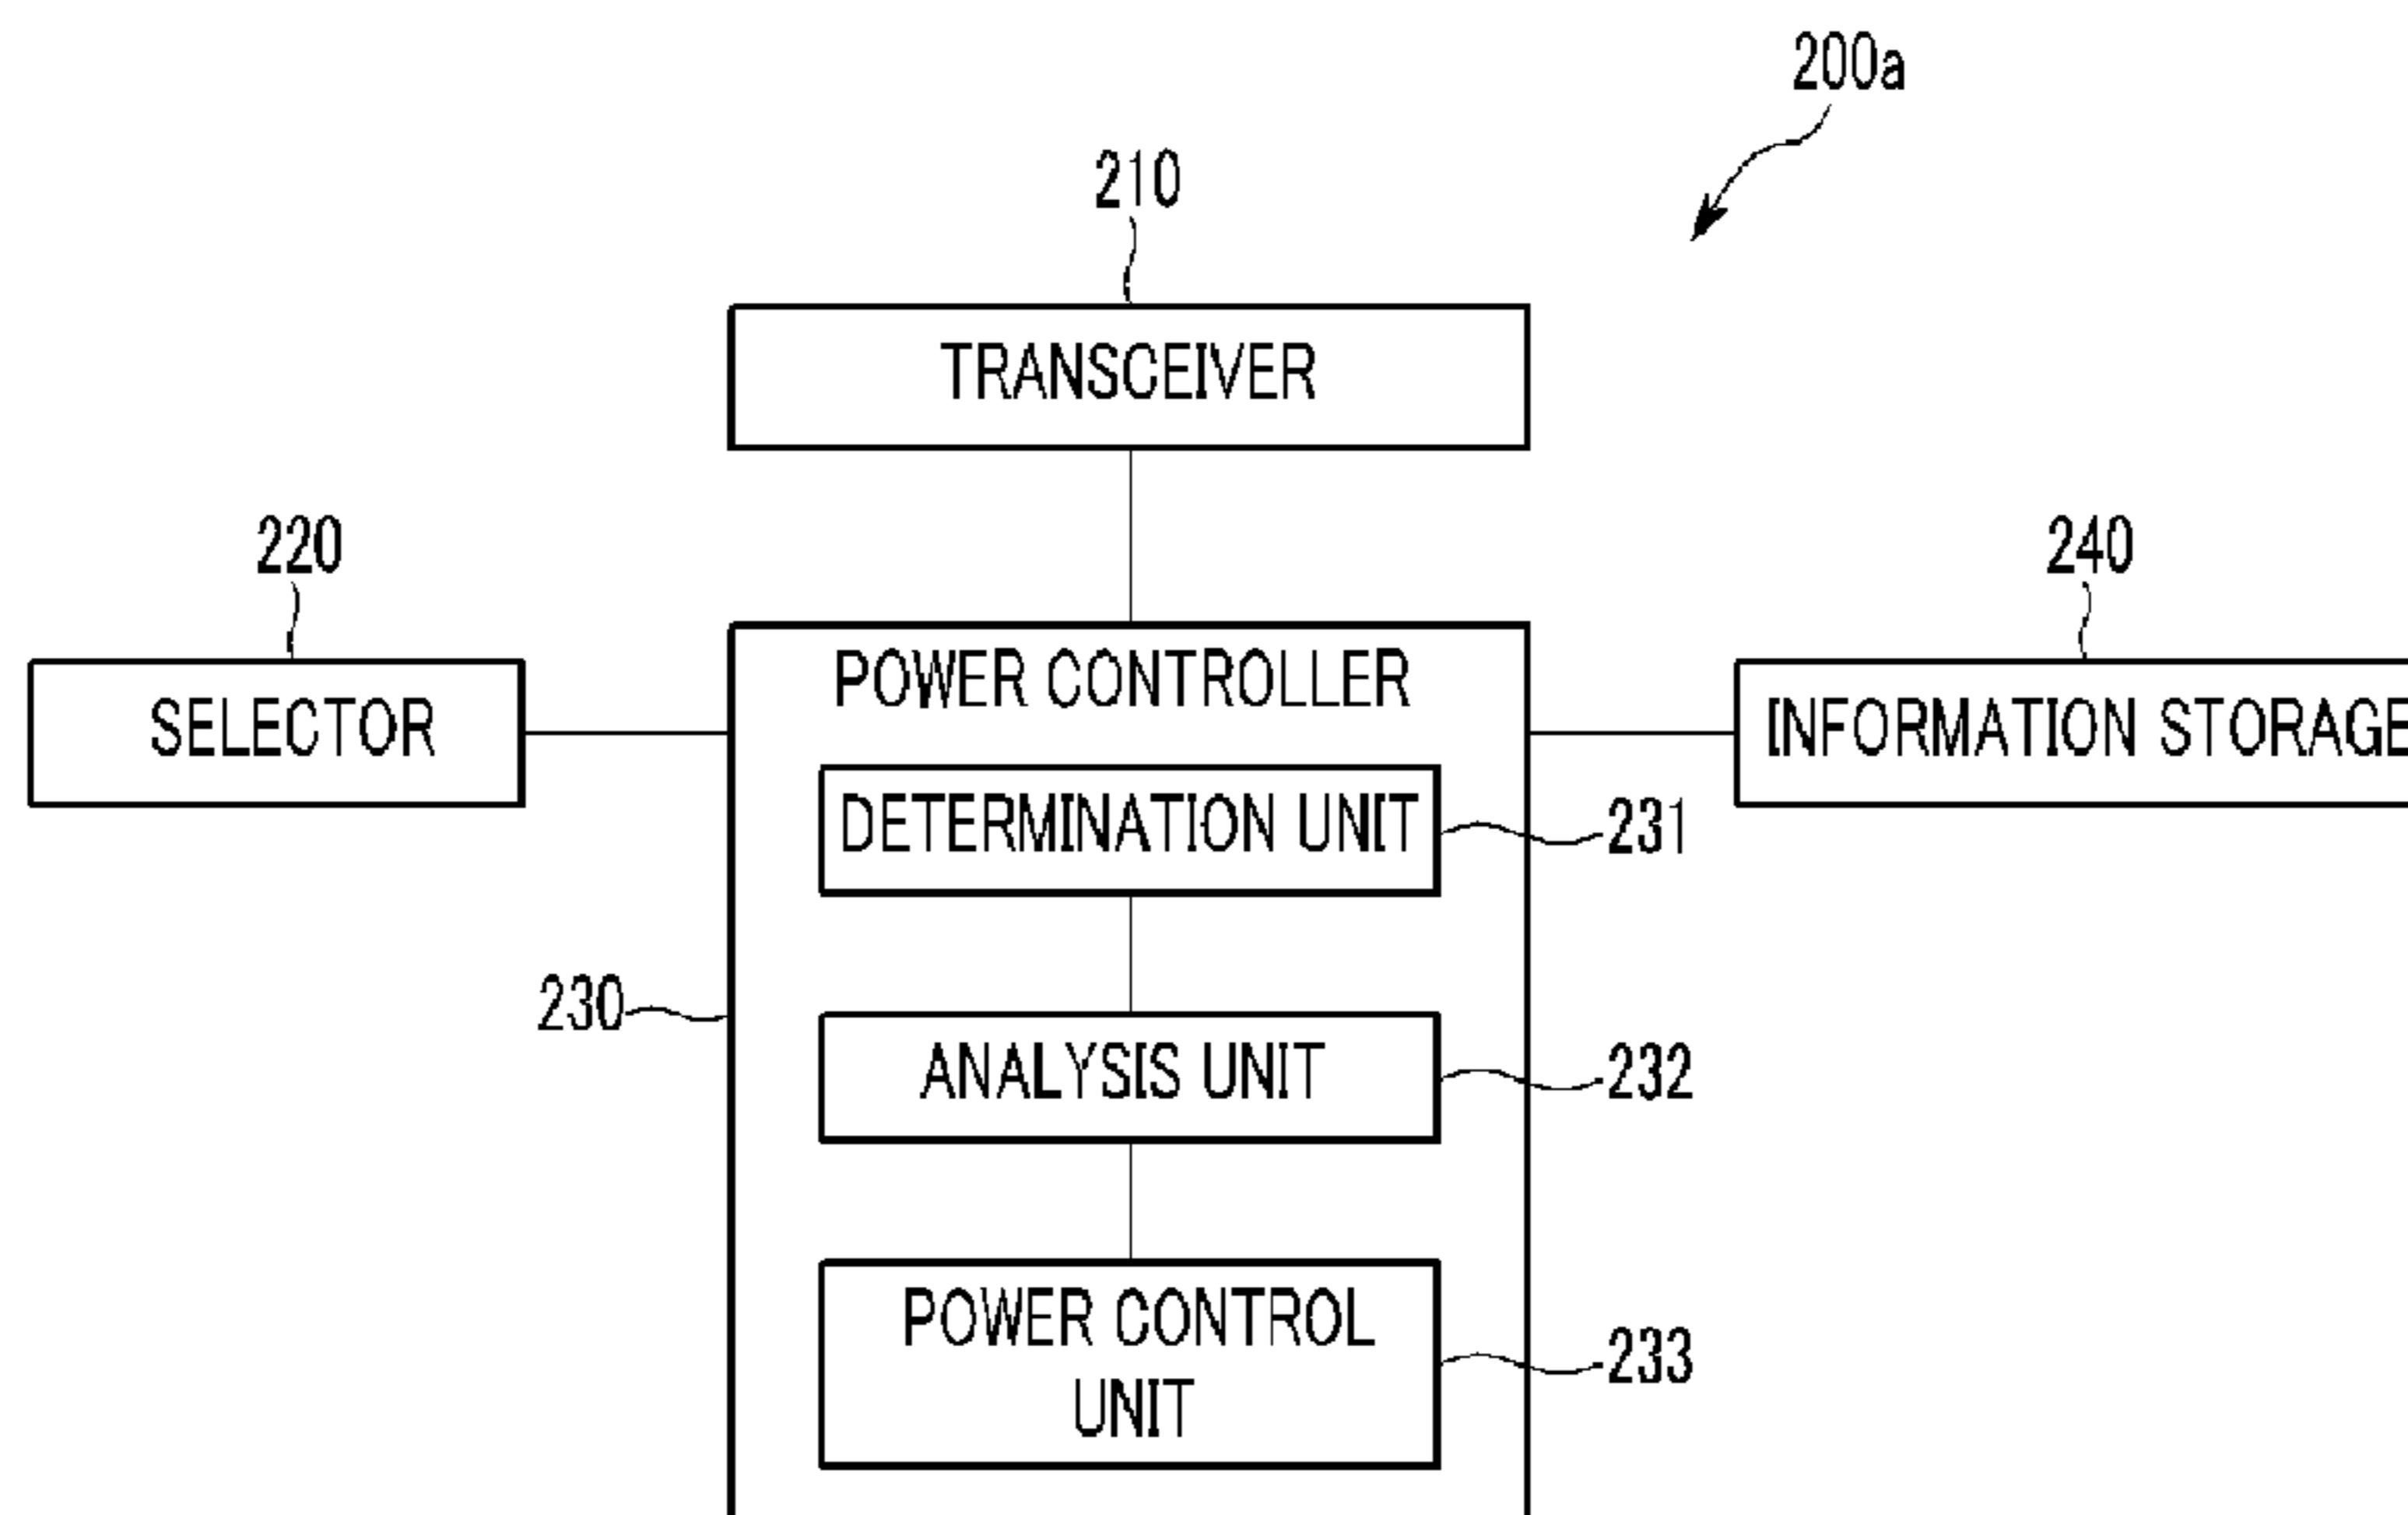 200a
210
TRANSCEIVER
220
240
POWER CONTROLLER
SELECTOR
INFORMATION STORAGE
DETERMINATION UNIT
231
230
ANALYSIS UNIT
232
POWER CONTROL
UNIT
233